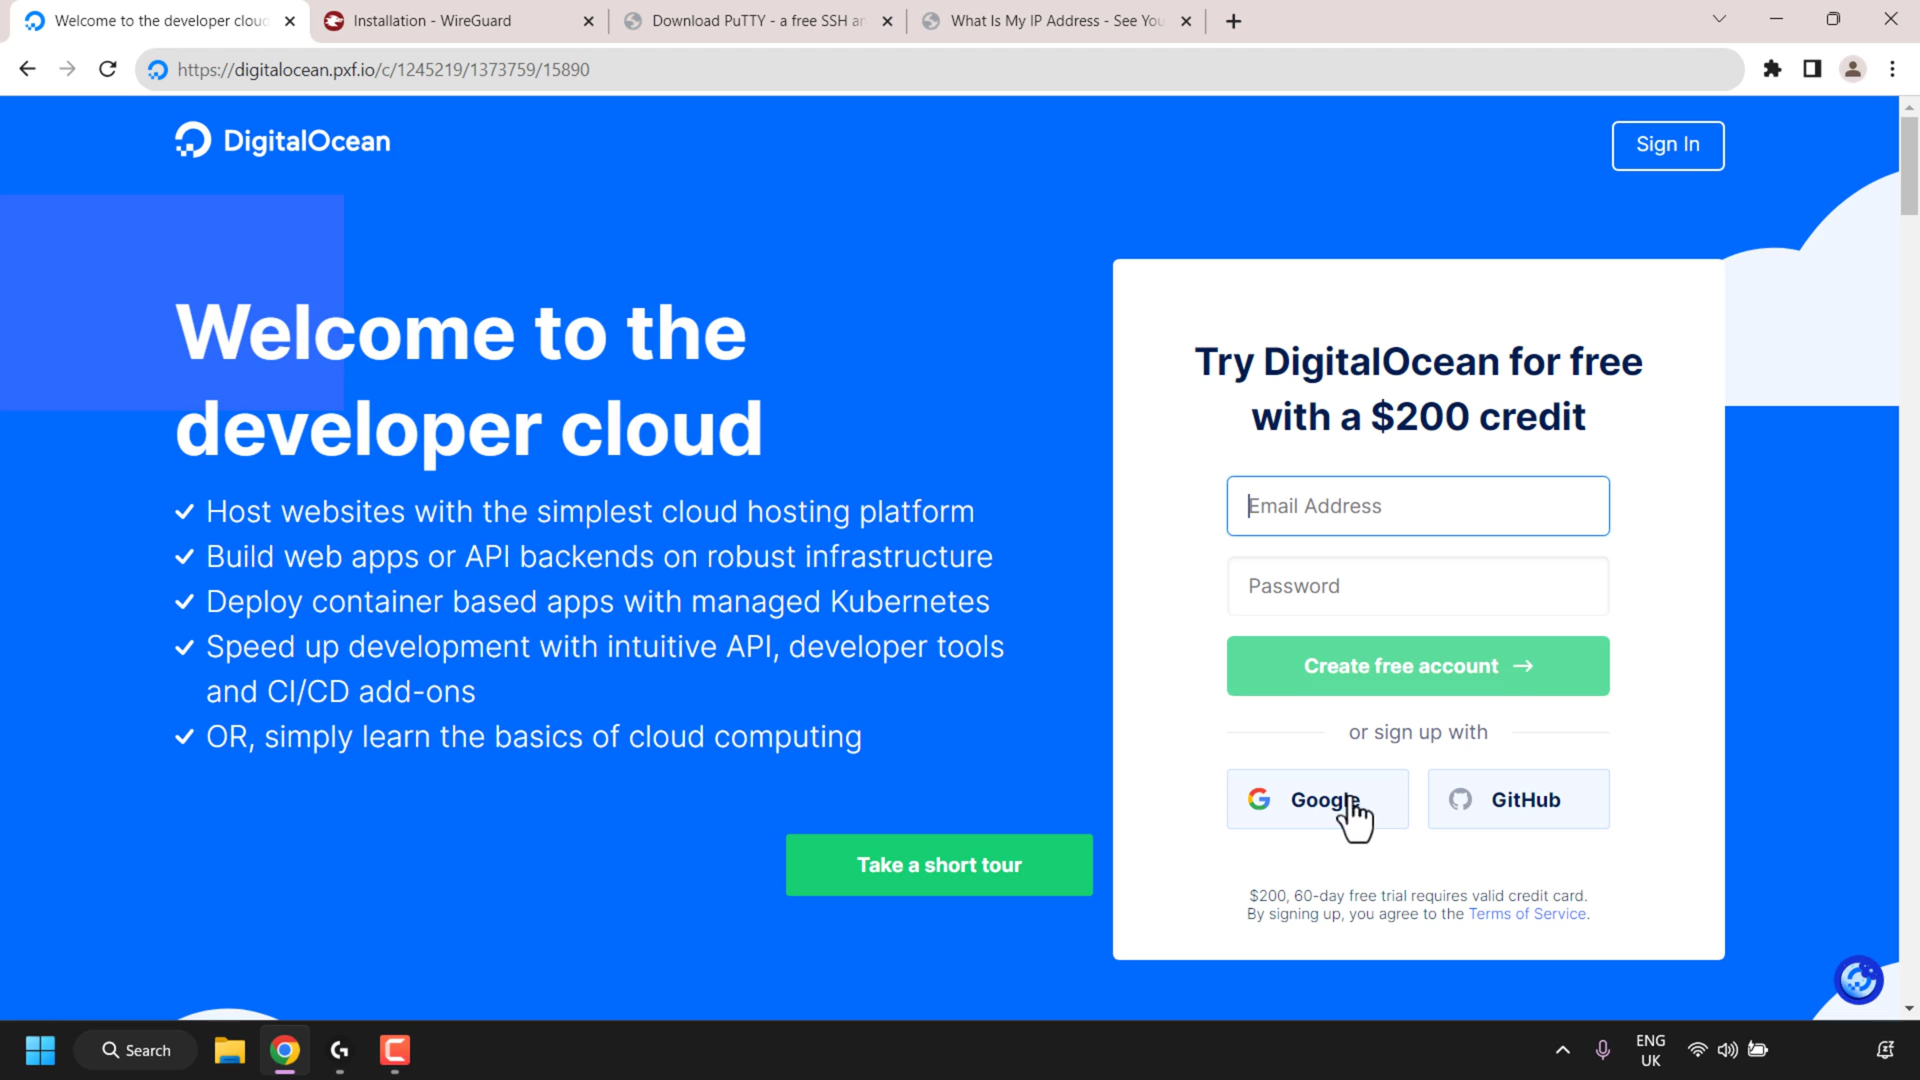 Welcome to the developer cloud
Installation - WireGuard
Download PuTTY - a free SSH an
What Is My IP Address - See You
https://digitalocean.pxf.io/c/1245219/1373759/15890
DigitalOcean
Sign In
Welcome to the
developer cloud
Host websites with the simplest cloud hosting platform
Build web apps or API backends on robust infrastructure
Deploy container based apps with managed Kubernetes
Speed up development with intuitive API, developer tools
and CI/CD add-ons
OR, simply learn the basics of cloud computing
Take a short tour
Try DigitalOcean for free
with a $200 credit
Email Address
Password
Create free account →
or sign up with
Google
GitHub
$200, 60-day free trial requires valid credit card.
By signing up, you agree to the Terms of Service.
Search
ENG
UK